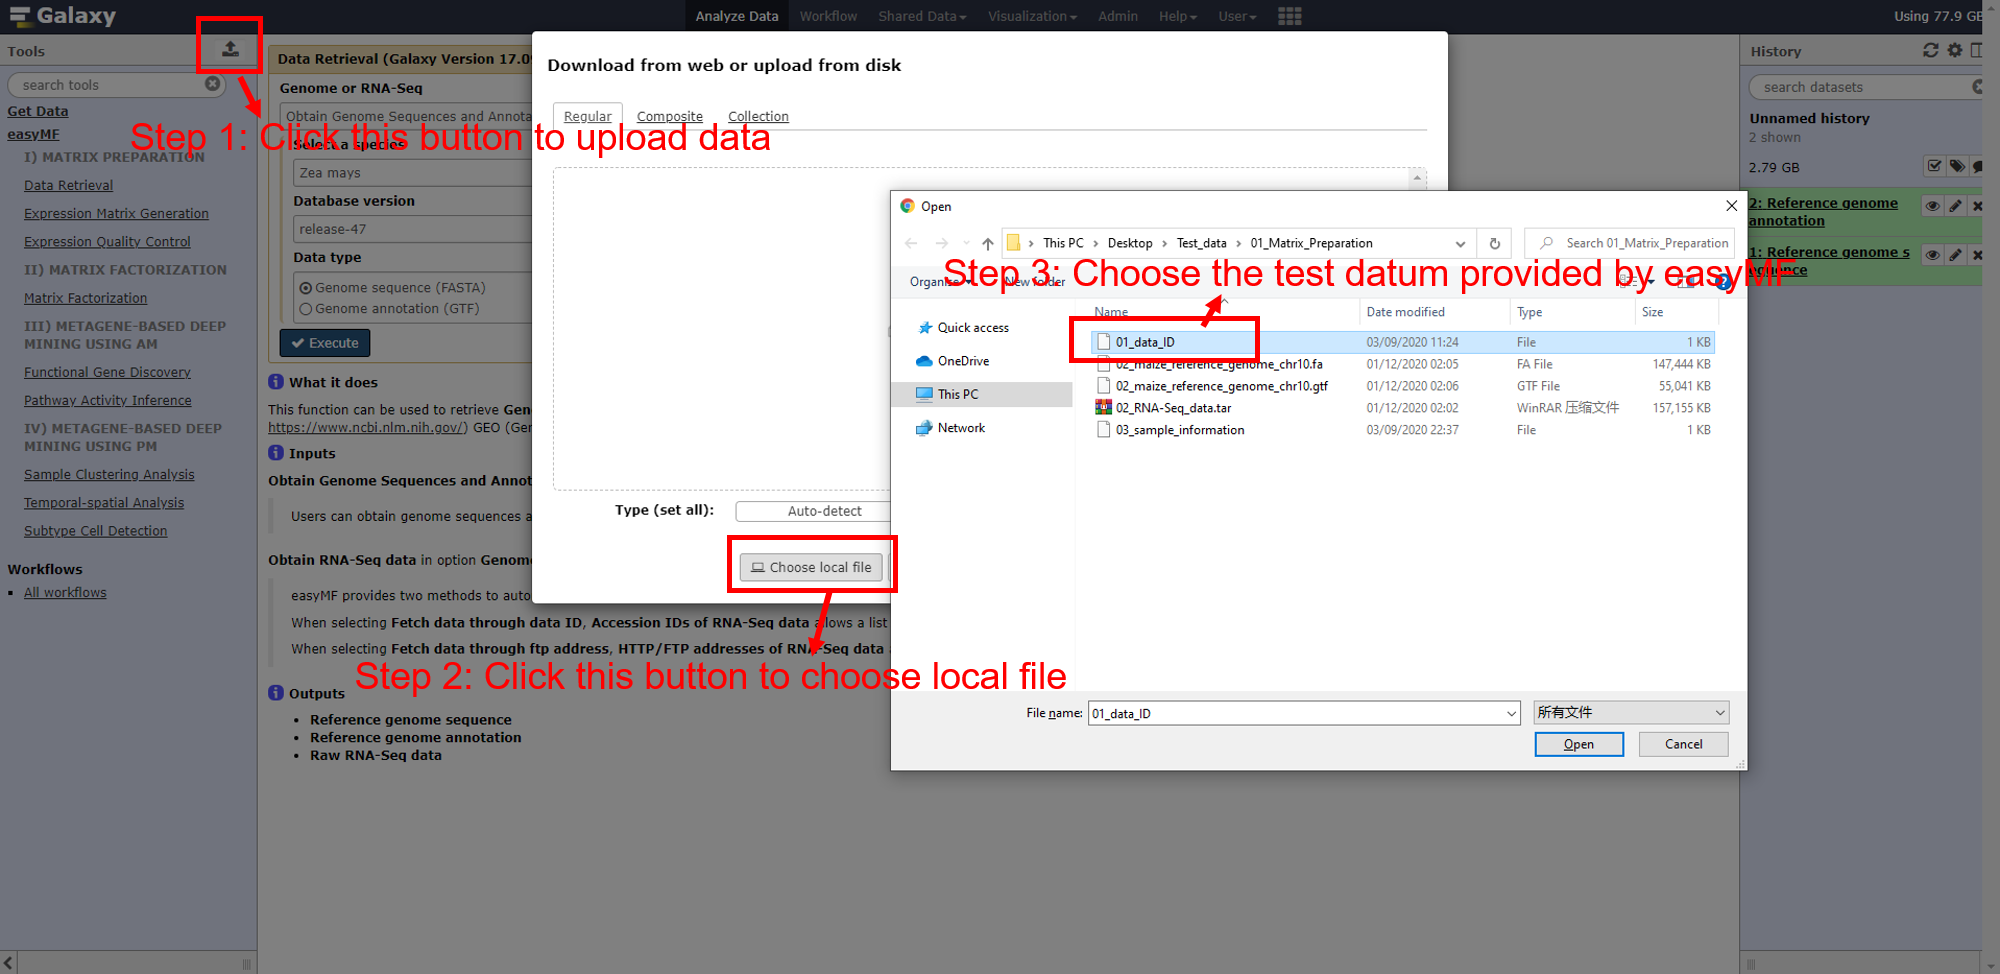 Galaxy
Analyze Data Workflow Shared Data Visualization Admin Help User
Using 77.9 GB
Tools
search tools
Get Data
easyMF
I) MATRIX PREPARATION
Data Retrieval
Expression Matrix Generation
Expression Quality Control
II) MATRIX FACTORIZATION
Matrix Factorization
III) METAGENE-BASED DEEP
MINING USING AM
Functional Gene Discovery
Pathway Activity Inference
IV) METAGENE-BASED DEEP
MINING USING PM
Sample Clustering Analysis
Temporal-spatial Analysis
Subtype Cell Detection
Workflows
All workflows
Step 1: Click this button to upload data
Data Retrieval (Galaxy Version 17.09
Genome or RNA-Seq
Obtain Genome Sequences and Annota
Select a species
Zea mays
Database version
release-47
Data type
Genome sequence (FASTA)
Genome annotation (GTF)
Execute
What it does
This function can be used to retrieve Gen
https://www.ncbi.nlm.nih.gov/) GEO (Gen
Inputs
Obtain Genome Sequences and Annot
Users can obtain genome sequences a
Obtain RNA-Seq data in option Genom
easyMF provides two methods to auto
When selecting Fetch data through data ID, Accession IDs of RNA-Seq data allows a list
When selecting Fetch data through ftp address, HTTP/FTP addresses of RNA-Seq data
Step 2: Click this button to choose local file
Outputs
Reference genome sequence
Reference genome annotation
Raw RNA-Seq data
Download from web or upload from disk
Regular Composite Collection
Type (set all): Auto-detect
Choose local file
Open
This PC Desktop Test_data 01_Matrix_Preparation
Search 01_Matrix_Preparation
Step 3: Choose the test datum provided by easyMF
Organise New folder
Quick access
OneDrive
This PC
Network
Name Date modified Type Size
01_data_ID 03/09/2020 11:24 File 1 KB
02_maize_reference_genome_chr10.fa 01/12/2020 02:05 FA File 147,444 KB
02_maize_reference_genome_chr10.gtf 01/12/2020 02:06 GTF File 55,041 KB
02_RNA-Seq_data.tar 01/12/2020 02:02 WinRAR 压缩文件 157,155 KB
03_sample_information 03/09/2020 22:37 File 1 KB
File name: 01_data_ID
所有文件
Open Cancel
History
search datasets
Unnamed history
2 shown
2.79 GB
2: Reference genome
annotation
1: Reference genome s
equence